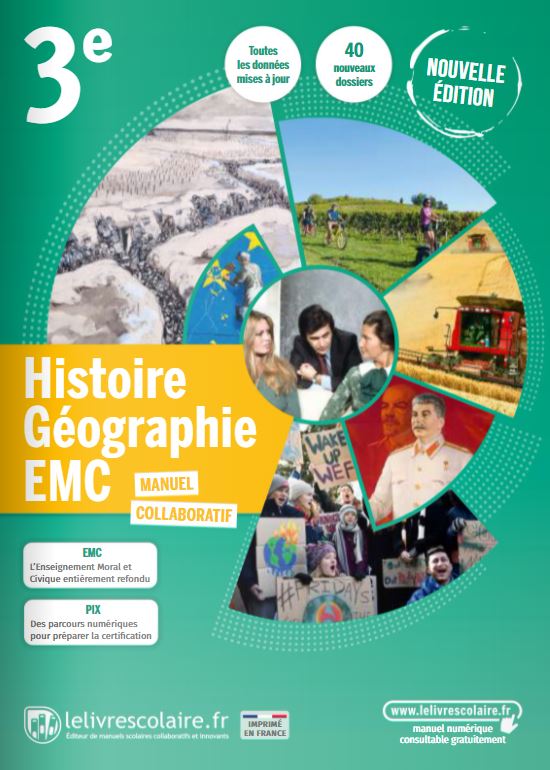 3e
Toutes
les données
mises à jour
40
nouveaux
dossiers
NOUVELLE
ÉDITION
Histoire
Géographie
EMC
MANUEL
COLLABORATIF
WAKE
UP
WEF
#FRIDAYS
EMC
L'Enseignement Moral et
Civique entièrement refondu
PIX
Des parcours numériques
pour préparer la certification
lelivrescolaire.fr
Éditeur de manuels scolaires collaboratifs et innovants
IMPRIMÉ
EN FRANCE
www.lelivrescolaire.fr
manuel numérique
consultable gratuitement